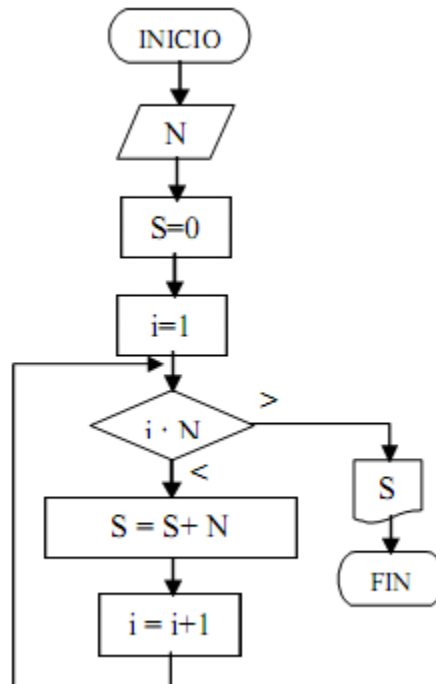 INICIO
N
S=0
i=1
i : N
>
<
S = S+ N
i = i+1
S
FIN